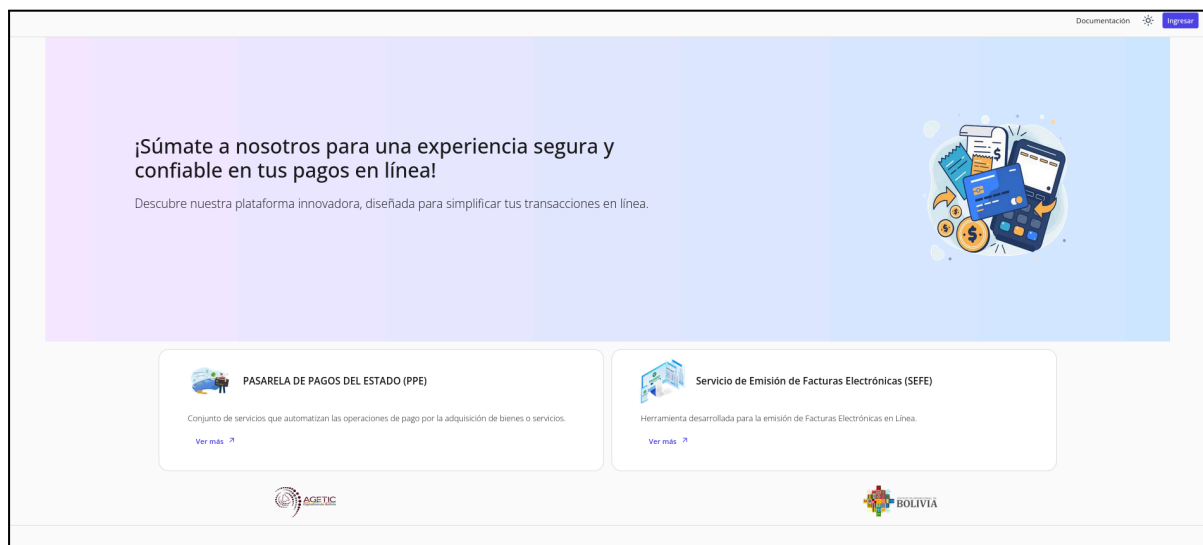 Documentación
Ingresar
¡Súmate a nosotros para una experiencia segura y
confiable en tus pagos en línea!
Descubre nuestra plataforma innovadora, diseñada para simplificar tus transacciones en línea.
PASARELA DE PAGOS DEL ESTADO (PPE)
Conjunto de servicios que automatizan las operaciones de pago por la adquisición de bienes o servicios.
Ver más
Servicio de Emisión de Facturas Electrónicas (SEFE)
Herramienta desarrollada para la emisión de Facturas Electrónicas en Línea.
Ver más
AGETIC
BOLIVIA